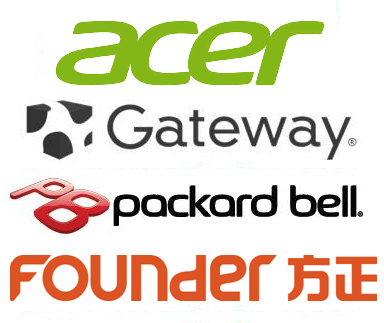 acer
Gateway®
packard bell®
FOUNDER 方正